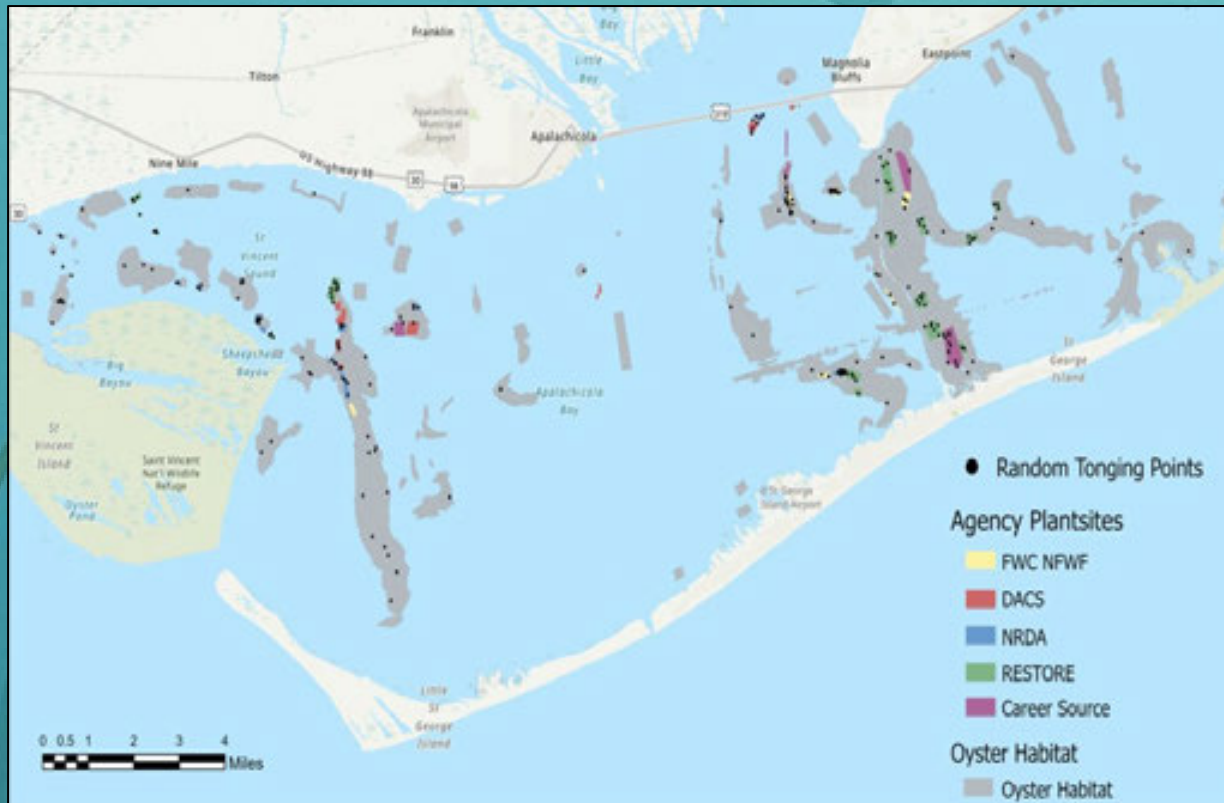 Franklin
Bay
Little
Bay
Tilton
Apalachicola
Municipal
Airport
Apalachicola
Magnolia
Bluffs
Eastpoint
Nine Mile
US Highway 98
30
98
30
St
Vincent
Sound
Sheepshead
Bayou
Big
Bayou
Apalachicola
Bay
St
George
Island
St
Vincent
Island
Saint Vincent
Nat'l Wildlife
Refuge
Oyster
Pond
St George
Island Airport
Little
St
George
Island
Random Tonging Points
Agency Plantsites
FWC NFWF
DACS
NRDA
RESTORE
Career Source
Oyster Habitat
Oyster Habitat
0 0.5 1 2 3 4
Miles